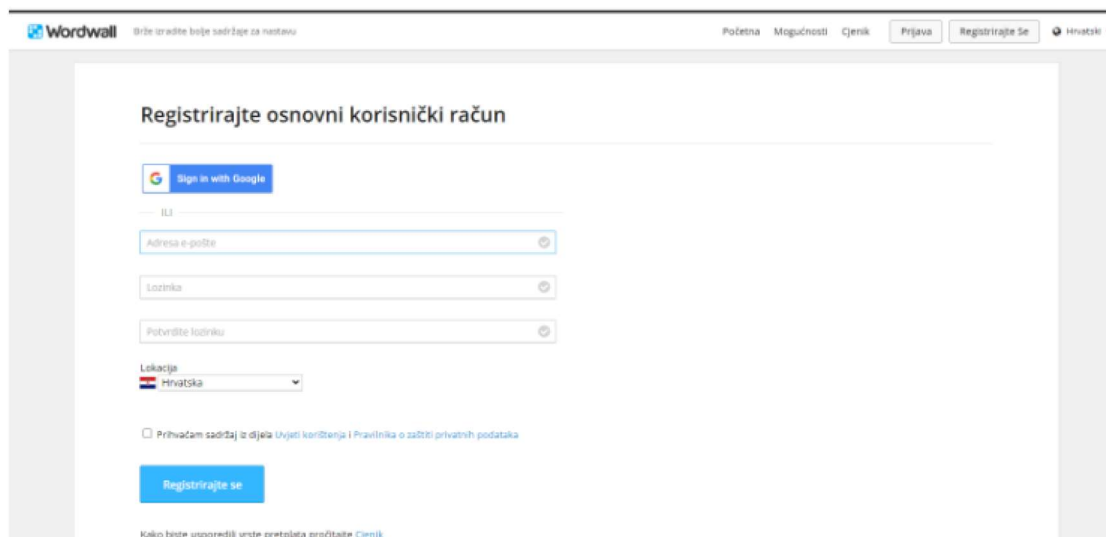 Wordwall Brže izradite bolje sadržaje za nastavu Početna Mogućnosti Cjenik Prijava Registrirajte Se Hrvatski
Registrirajte osnovni korisnički račun
Sign in with Google
ILI
Adresa e-pošte
Lozinka
Potvrdite lozinku
Lokacija
Hrvatska
Prihvaćam sadržaj iz dijela Uvjeti korištenja i Pravilnika o zaštiti privatnih podataka
Registrirajte se
Kako biste usporedili vrste pretplata pročitajte Cjenik